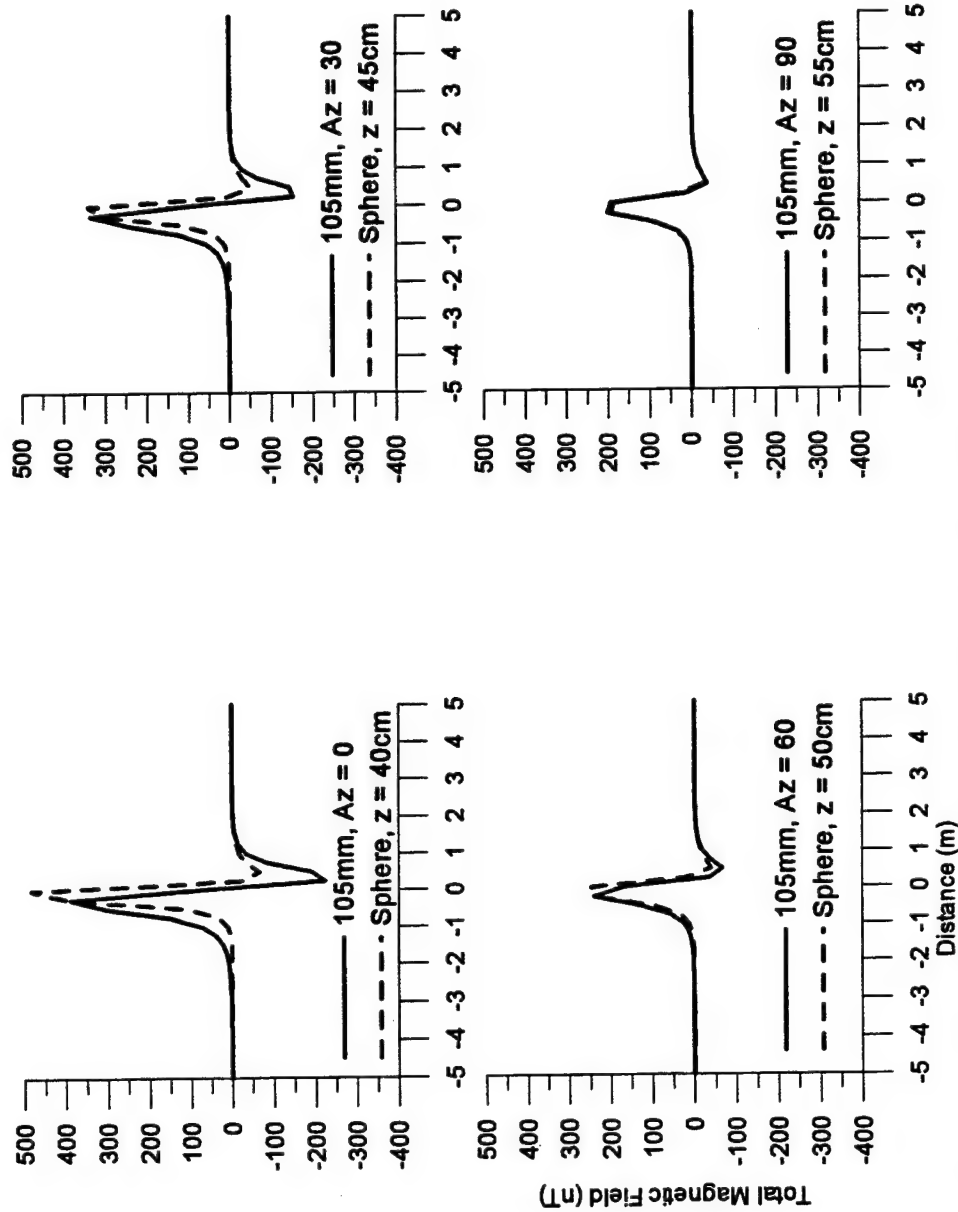 500
400
300
200
100
0
-100
-200
-300
-400
105mm, Az = 0
Sphere, z = 40cm
-5 -4 -3 -2 -1 0 1 2 3 4 5
500
400
300
200
100
0
-100
-200
-300
-400
105mm, Az = 30
Sphere, z = 45cm
-5 -4 -3 -2 -1 0 1 2 3 4 5
Total Magnetic Field (nT)
500
400
300
200
100
0
-100
-200
-300
-400
105mm, Az = 60
Sphere, z = 50cm
-5 -4 -3 -2 -1 0 1 2 3 4 5
Distance (m)
500
400
300
200
100
0
-100
-200
-300
-400
105mm, Az = 90
Sphere, z = 55cm
-5 -4 -3 -2 -1 0 1 2 3 4 5